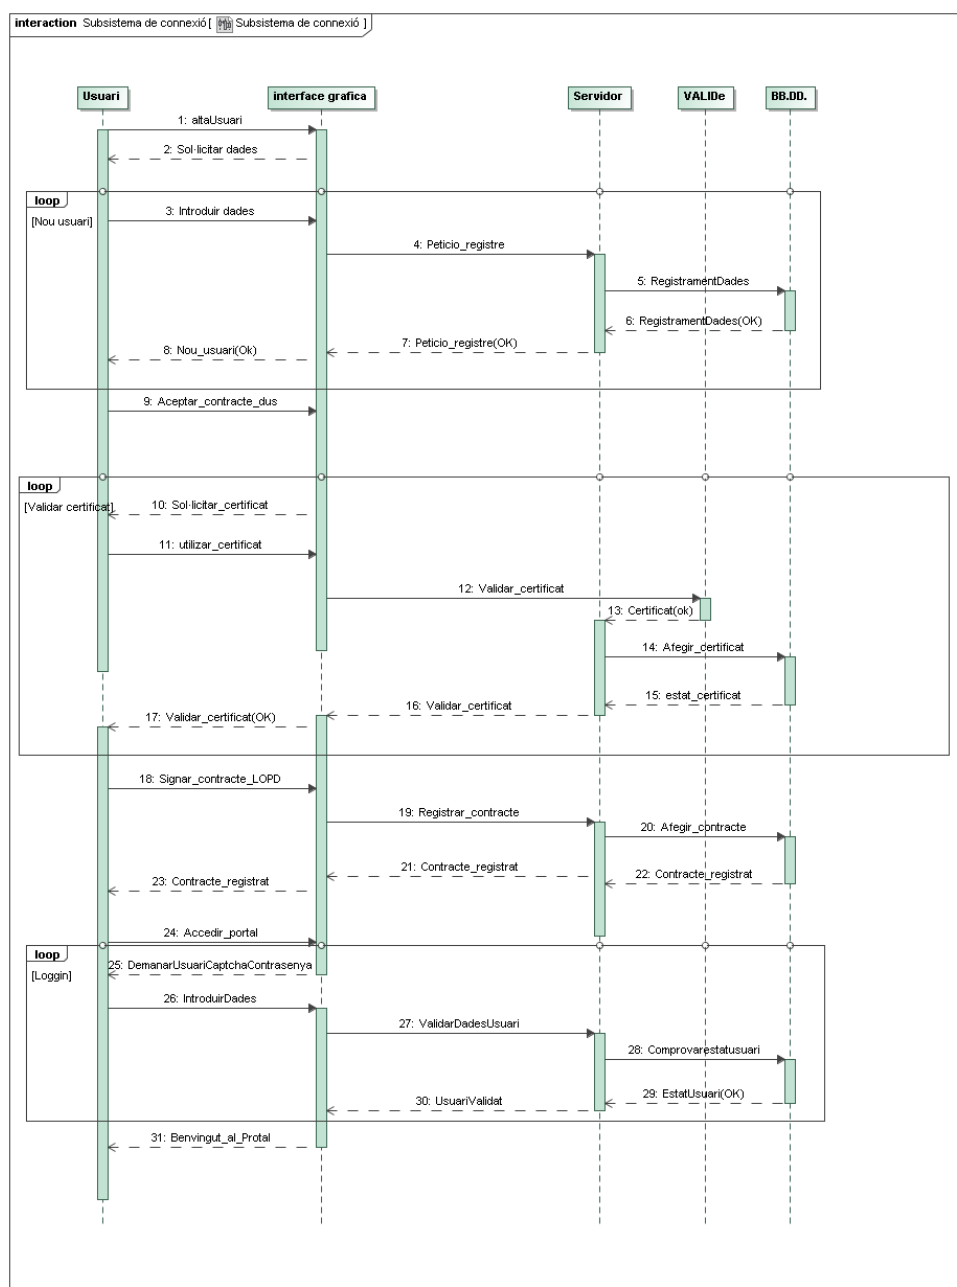 interaction Subsistema de connexió[ Subsistema de connexió ]
Usuari
interface grafica
Servidor
VALIDe
BB.DD.
1: altaUsuari
2: Sol·licitar dades
loop
[Nou usuari]
3: Introduir dades
4: Peticio_registre
5: RegistramentDades
6: RegistramentDades(OK)
7: Peticio_registre(OK)
8: Nou_usuari(Ok)
9: Aceptar_contracte_dus
loop
[Validar certificat]
10: Sol·licitar_certificat
11: utilizar_certificat
12: Validar_certificat
13: Certificat(ok)
14: Afegir_certificat
15: estat_certificat
16: Validar_certificat
17: Validar_certificat(OK)
18: Signar_contracte_LOPD
19: Registrar_contracte
20: Afegir_contracte
21: Contracte_registrat
22: Contracte_registrat
23: Contracte_registrat
24: Accedir_portal
loop
[Loggin]
25: DemanarUsuariCaptchaContrasenya
26: IntroduirDades
27: ValidarDadesUsuari
28: Comprovarestatusuari
29: EstatUsuari(OK)
30: UsuariValidat
31: Benvingut_al_Protal